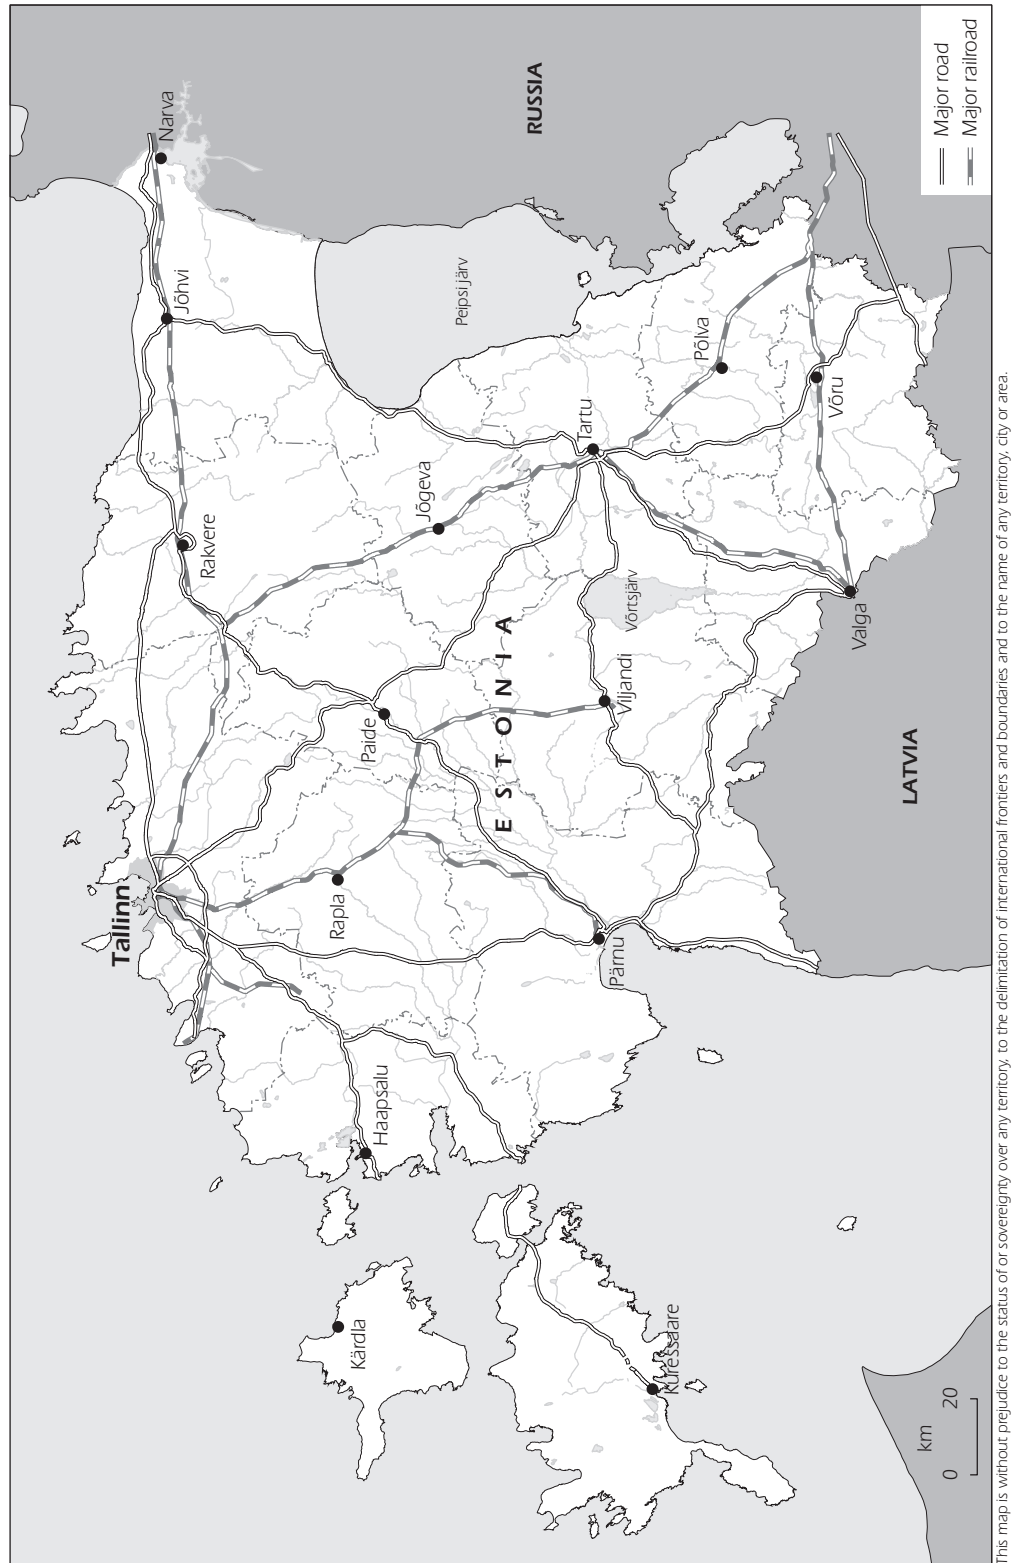 Tallinn
Narva
Jõhvi
Rakvere
Rapla
Kärdla
Paide
Haapsalu
Jõgeva
Peipsi järv
E S T O N I A
RUSSIA
Tartu
Pärnu
Viljandi
Võrtsjärv
Kuressaare
Põlva
Võru
Valga
LATVIA
km
0 20
Major road
Major railroad
This map is without prejudice to the status of or sovereignty over any territory, to the delimitation of international frontiers and boundaries and to the name of any territory, city or area.